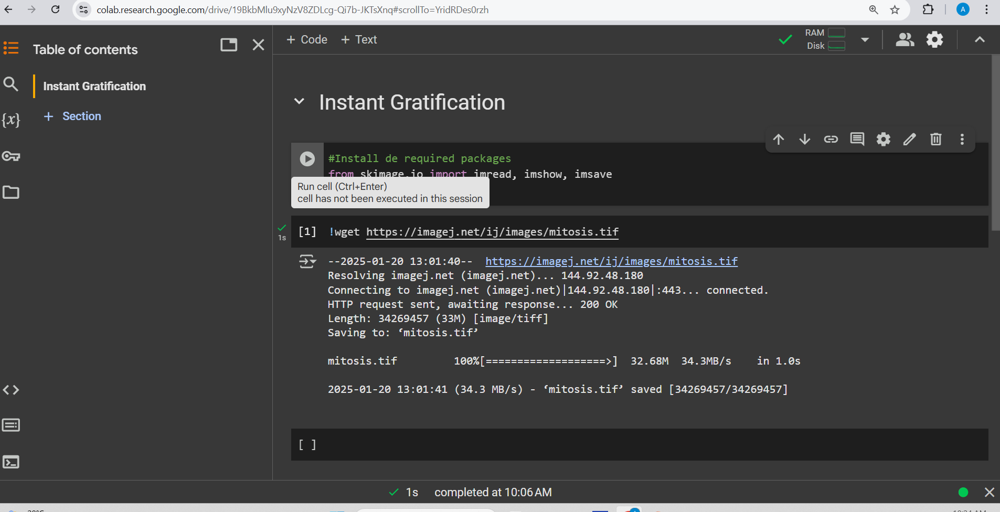 colab.research.google.com/drive/19BkbMlu9xyNzV8ZDLcg-Qi7b-JKTsXnq#scrollTo=YridRDes0rzh
A
Table of contents
+ Code + Text
RAM
Disk
Instant Gratification
+ Section
{x}
Instant Gratification
#Install de required packages
from skimage.io import imread, imshow, imsave
Run cell (Ctrl+Enter)
cell has not been executed in this session
1s
[1] !wget https://imagej.net/ij/images/mitosis.tif
--2025-01-20 13:01:40-- https://imagej.net/ij/images/mitosis.tif
Resolving imagej.net (imagej.net)... 144.92.48.180
Connecting to imagej.net (imagej.net)|144.92.48.180|:443... connected.
HTTP request sent, awaiting response... 200 OK
Length: 34269457 (33M) [image/tiff]
Saving to: ‘mitosis.tif’
mitosis.tif 100%[===================>] 32.68M 34.3MB/s in 1.0s
2025-01-20 13:01:41 (34.3 MB/s) - ‘mitosis.tif’ saved [34269457/34269457]
[ ]
1s completed at 10:06 AM